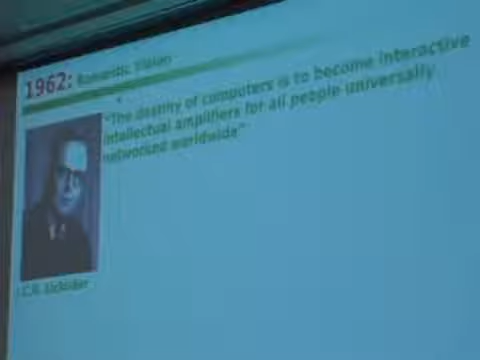 1962: Romantic Vision
"The destiny of computers is to become interactive
intellectual amplifiers for all people universally
networked worldwide"
J.C.R. Licklider